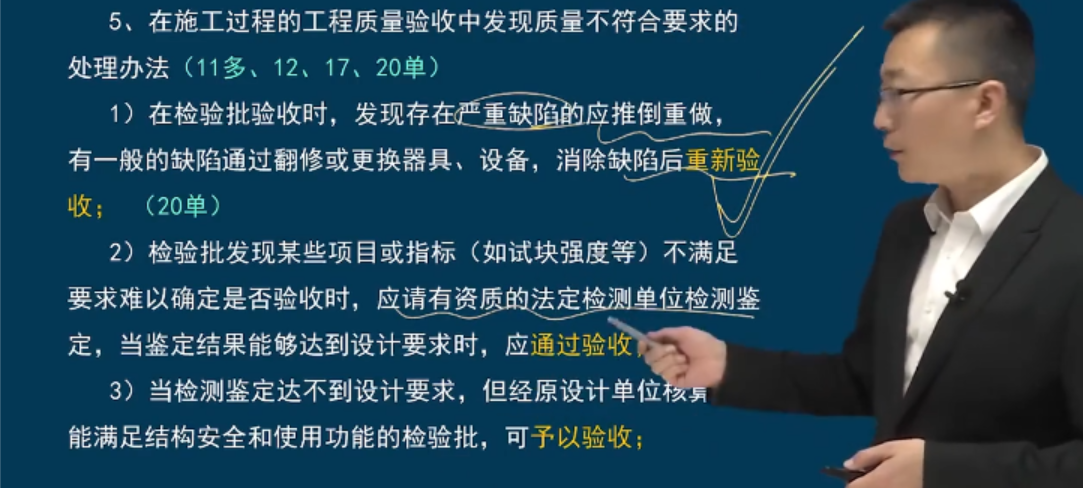 5、在施工过程的工程质量验收中发现质量不符合要求的
处理办法（11多、12、17、20单）
1）在检验批验收时，发现存在严重缺陷的应推倒重做，
有一般的缺陷通过翻修或更换器具、设备，消除缺陷后重新验
收；（20单）
2）检验批发现某些项目或指标（如试块强度等）不满足
要求难以确定是否验收时，应请有资质的法定检测单位检测鉴
定，当鉴定结果能够达到设计要求时，应通过验收；
3）当检测鉴定达不到设计要求，但经原设计单位核算
能满足结构安全和使用功能的检验批，可予以验收；